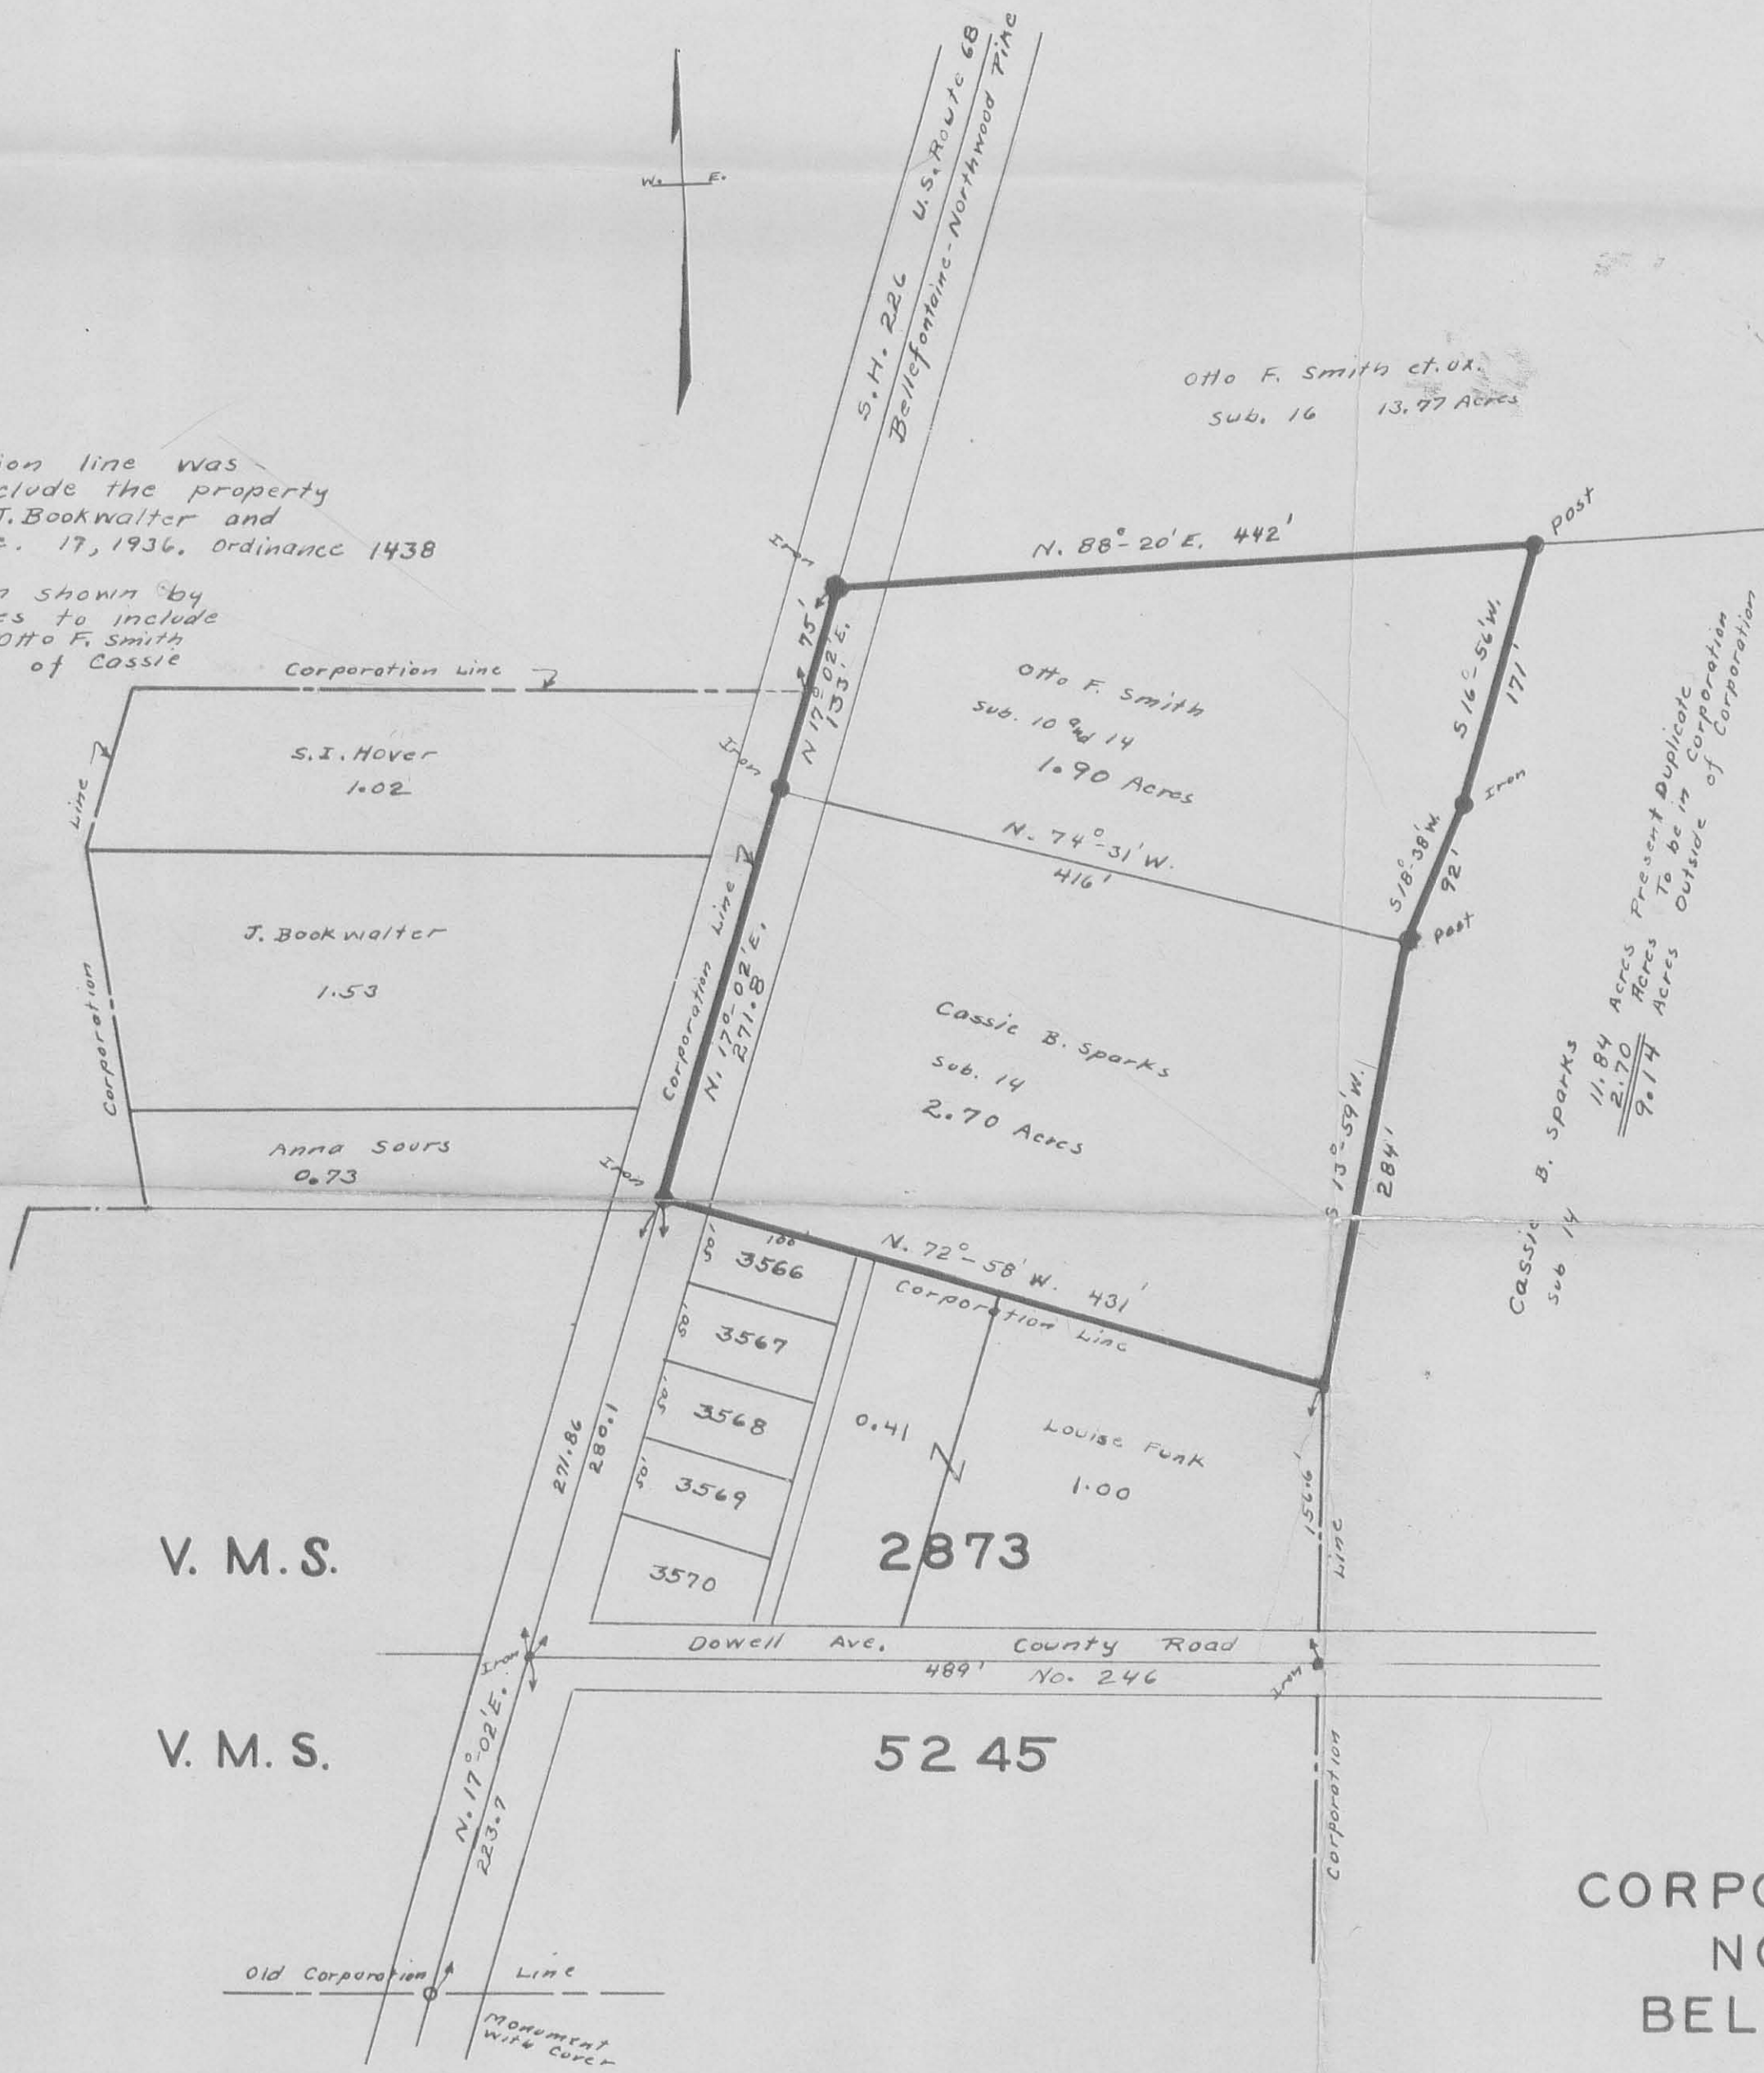 W. E.
S.H. 226 U.S. Route 68
Bellefontaine-Northwood Pike
Otto F. Smith et. ux.
Sub. 16 13.77 Acres
ion line was
clude the property
J. Bookwalter and
c. 17, 1936. Ordinance 1438
n shown by
es to include
Otto F. Smith
of Cassie
Iron
N. 88°-20' E. 442'
Post
75'
N 17°-02' E.
133'
Otto F. Smith
Sub. 10 and 14
1.90 Acres
S 16°-56' W.
171'
Iron
Corporation Line
S.I. Hover
1.02
Line
Iron
N. 74°-31' W.
416'
S 18°-38' W.
92'
Post
J. Bookwalter
1.53
Corporation
Corporation Line
N. 17°-02' E.
271.8
Cassie B. Sparks
Sub. 14
2.70 Acres
S 13°-59' W.
284'
Cassie B. Sparks
Sub 14
11.84 Acres Present Duplicate
2.70 Acres To be in Corporation
9.14 Acres Outside of Corporation
Anna Sours
0.73
Iron
N. 72°-58' W. 431'
Corporation Line
100'
50' 3566
50' 3567
50' 3568
50' 3569
3570
0.41
Louise Funk
1.00
271.86
280.1
156.6'
Line
V. M. S. 2873
Dowell Ave. County Road
489' No. 246
Iron
Iron
V. M. S. 5245
N. 17°-02' E.
223.7
Corporation
Old Corporation Line
Monument
With Cover
CORPO
NO
BEL